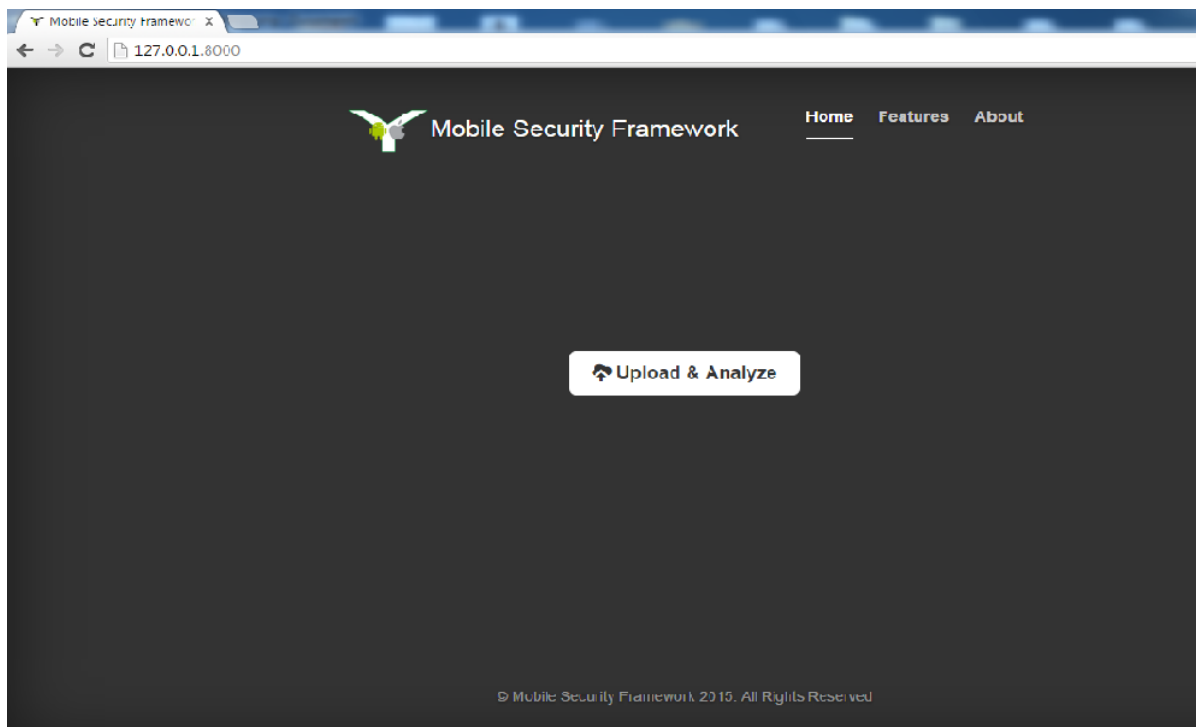 Mobile Security Framewor x
127.0.0.1:8000
Mobile Security Framework
Home Features About
Upload & Analyze
© Mobile Security Framework 2015. All Rights Reserved